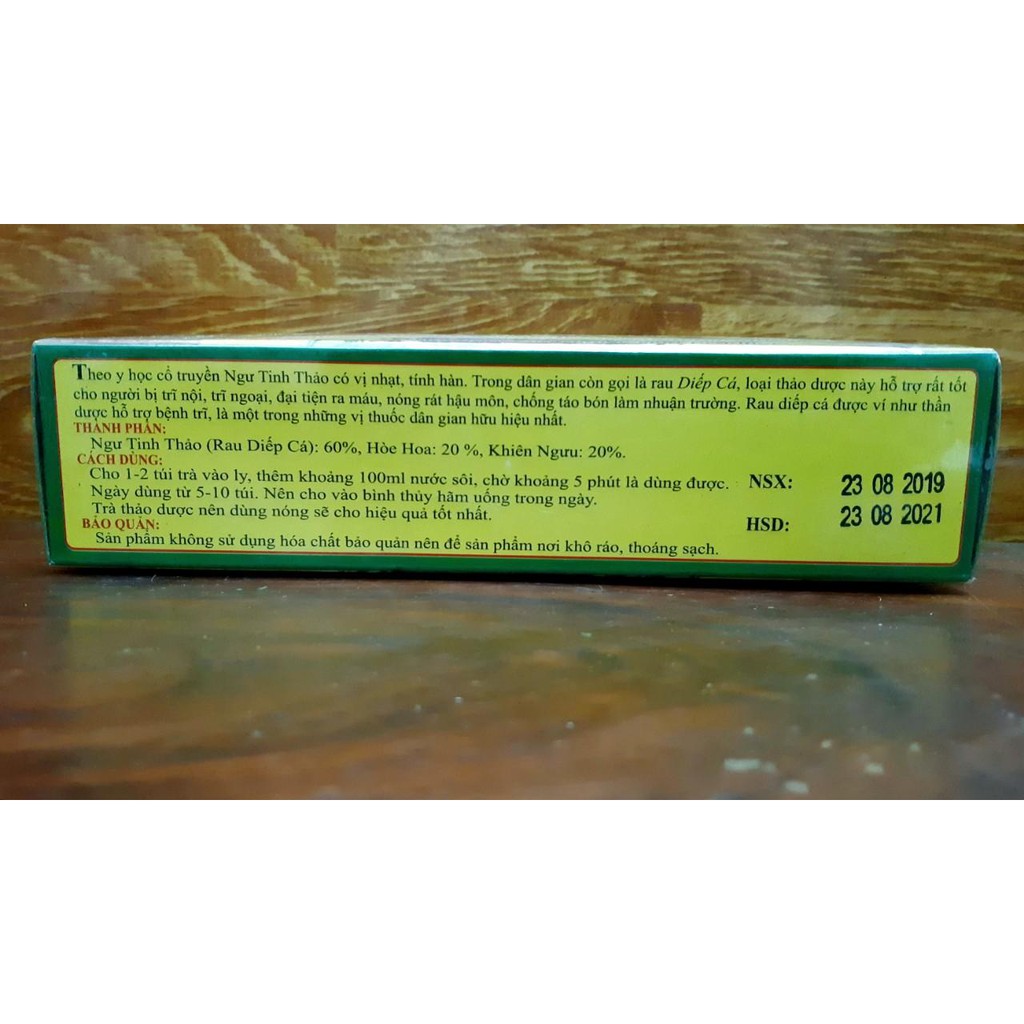 Theo y học cổ truyền Ngư Tinh Thảo có vị nhạt, tính hàn. Trong dân gian còn gọi là rau Diếp Cá, loại thảo dược này hỗ trợ rất tốt
cho người bị trĩ nội, trĩ ngoại, đại tiện ra máu, nóng rát hậu môn, chống táo bón làm nhuận trường. Rau diếp cá được ví như thần
dược hỗ trợ bệnh trĩ, là một trong những vị thuốc dân gian hữu hiệu nhất.
THÀNH PHẦN:
Ngư Tinh Thảo (Rau Diếp Cá): 60%, Hòe Hoa: 20 %, Khiên Ngưu: 20%.
CÁCH DÙNG:
Cho 1-2 túi trà vào ly, thêm khoảng 100ml nước sôi, chờ khoảng 5 phút là dùng được.
Ngày dùng từ 5-10 túi. Nên cho vào bình thủy hãm uống trong ngày.
Trà thảo dược nên dùng nóng sẽ cho hiệu quả tốt nhất.
BẢO QUẢN:
Sản phẩm không sử dụng hóa chất bảo quản nên để sản phẩm nơi khô ráo, thoáng sạch.
NSX: 23 08 2019
HSD: 23 08 2021